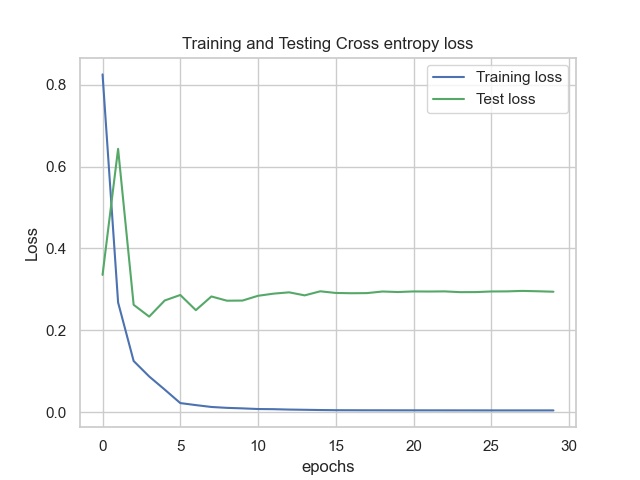 Training and Testing Cross entropy loss
Training loss
Test loss
Loss
0.8
0.6
0.4
0.2
0.0
0 5 10 15 20 25 30
epochs